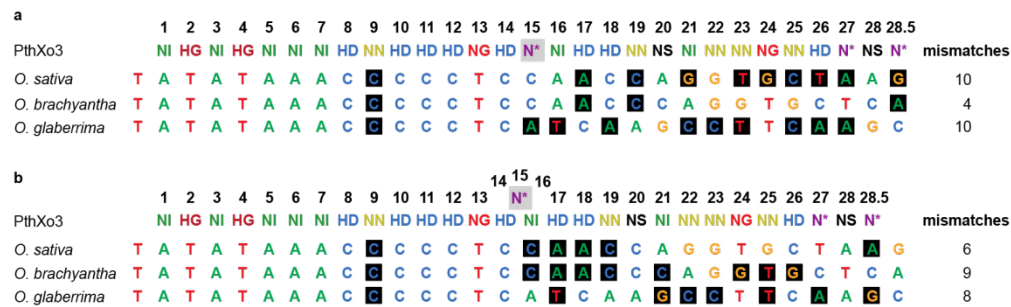 a
1 2 3 4 5 6 7 8 9 10 11 12 13 14 15 16 17 18 19 20 21 22 23 24 25 26 27 28 28.5
PthXo3 NI HG NI HG NI NI NI HD NN HD HD HD NG HD N* NI HD HD NN NS NI NN NN NG NN HD N* NS N* mismatches
O. sativa T A T A T A A A C C C C C T C C A A C C A G G T G C T A A G 10
O. brachyantha T A T A T A A A C C C C C T C C A A C C C A G G T G C T C A 4
O. glaberrima T A T A T A A A C C C C C T C A T C A A G C C T T C A A G C 10
b
14 15 16
1 2 3 4 5 6 7 8 9 10 11 12 13 N* 17 18 19 20 21 22 23 24 25 26 27 28 28.5
PthXo3 NI HG NI HG NI NI NI HD NN HD HD HD NG HD NI HD HD NN NS NI NN NN NG NN HD N* NS N* mismatches
O. sativa T A T A T A A A C C C C C T C C A A C C A G G T G C T A A G 6
O. brachyantha T A T A T A A A C C C C C T C C A A C C C A G G T G C T C A 9
O. glaberrima T A T A T A A A C C C C C T C A T C A A G C C T T C A A G C 8